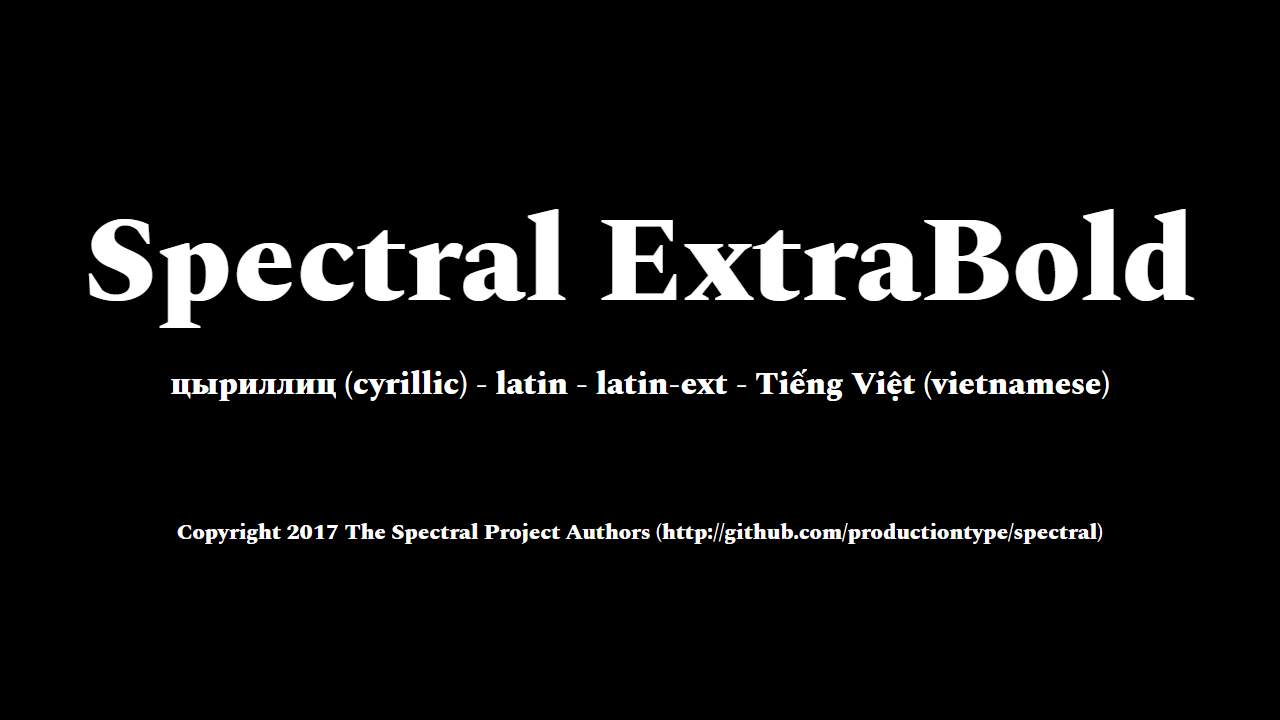 Spectral ExtraBold
цыриллиц (cyrillic) - latin - latin-ext - Tiếng Việt (vietnamese)
Copyright 2017 The Spectral Project Authors (http://github.com/productiontype/spectral)